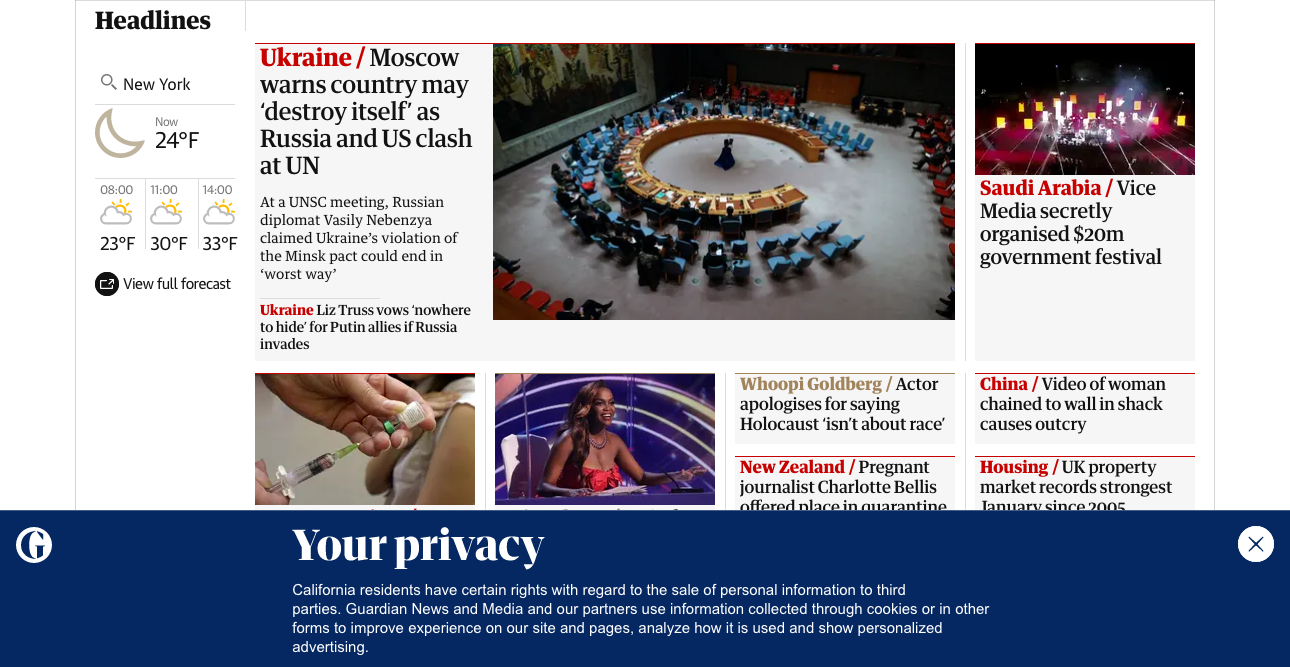 Headlines
New York
Now
24°F
08:00
11:00
14:00
23°F
30°F
33°F
View full forecast
Ukraine / Moscow
warns country may
‘destroy itself’ as
Russia and US clash
at UN
At a UNSC meeting, Russian
diplomat Vasily Nebenzya
claimed Ukraine’s violation of
the Minsk pact could end in
‘worst way’
Ukraine Liz Truss vows ‘nowhere
to hide’ for Putin allies if Russia
invades
Saudi Arabia / Vice
Media secretly
organised $20m
government festival
Whoopi Goldberg / Actor
apologises for saying
Holocaust ‘isn’t about race’
China / Video of woman
chained to wall in shack
causes outcry
New Zealand / Pregnant
journalist Charlotte Bellis
offered place in quarantine
Housing / UK property
market records strongest
January since 2005
G
Your privacy
California residents have certain rights with regard to the sale of personal information to third
parties. Guardian News and Media and our partners use information collected through cookies or in other
forms to improve experience on our site and pages, analyze how it is used and show personalized
advertising.